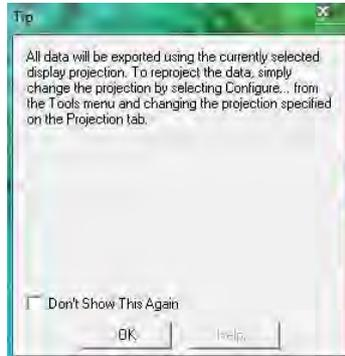 Tip
All data will be exported using the currently selected
display projection. To reproject the data, simply
change the projection by selecting Configure... from
the Tools menu and changing the projection specified
on the Projection tab.
Don't Show This Again
OK
Help